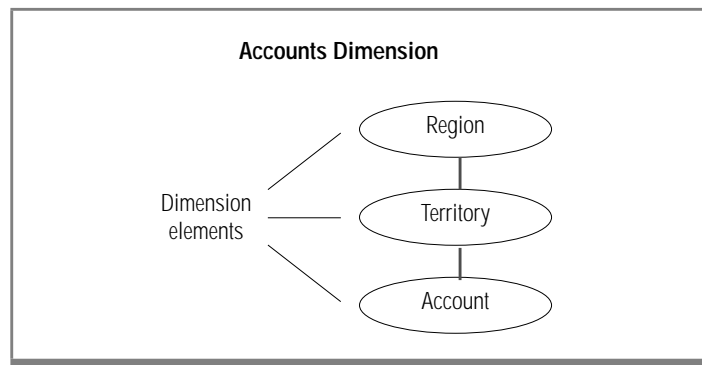 Accounts Dimension
Region
Dimension
elements
Territory
Account